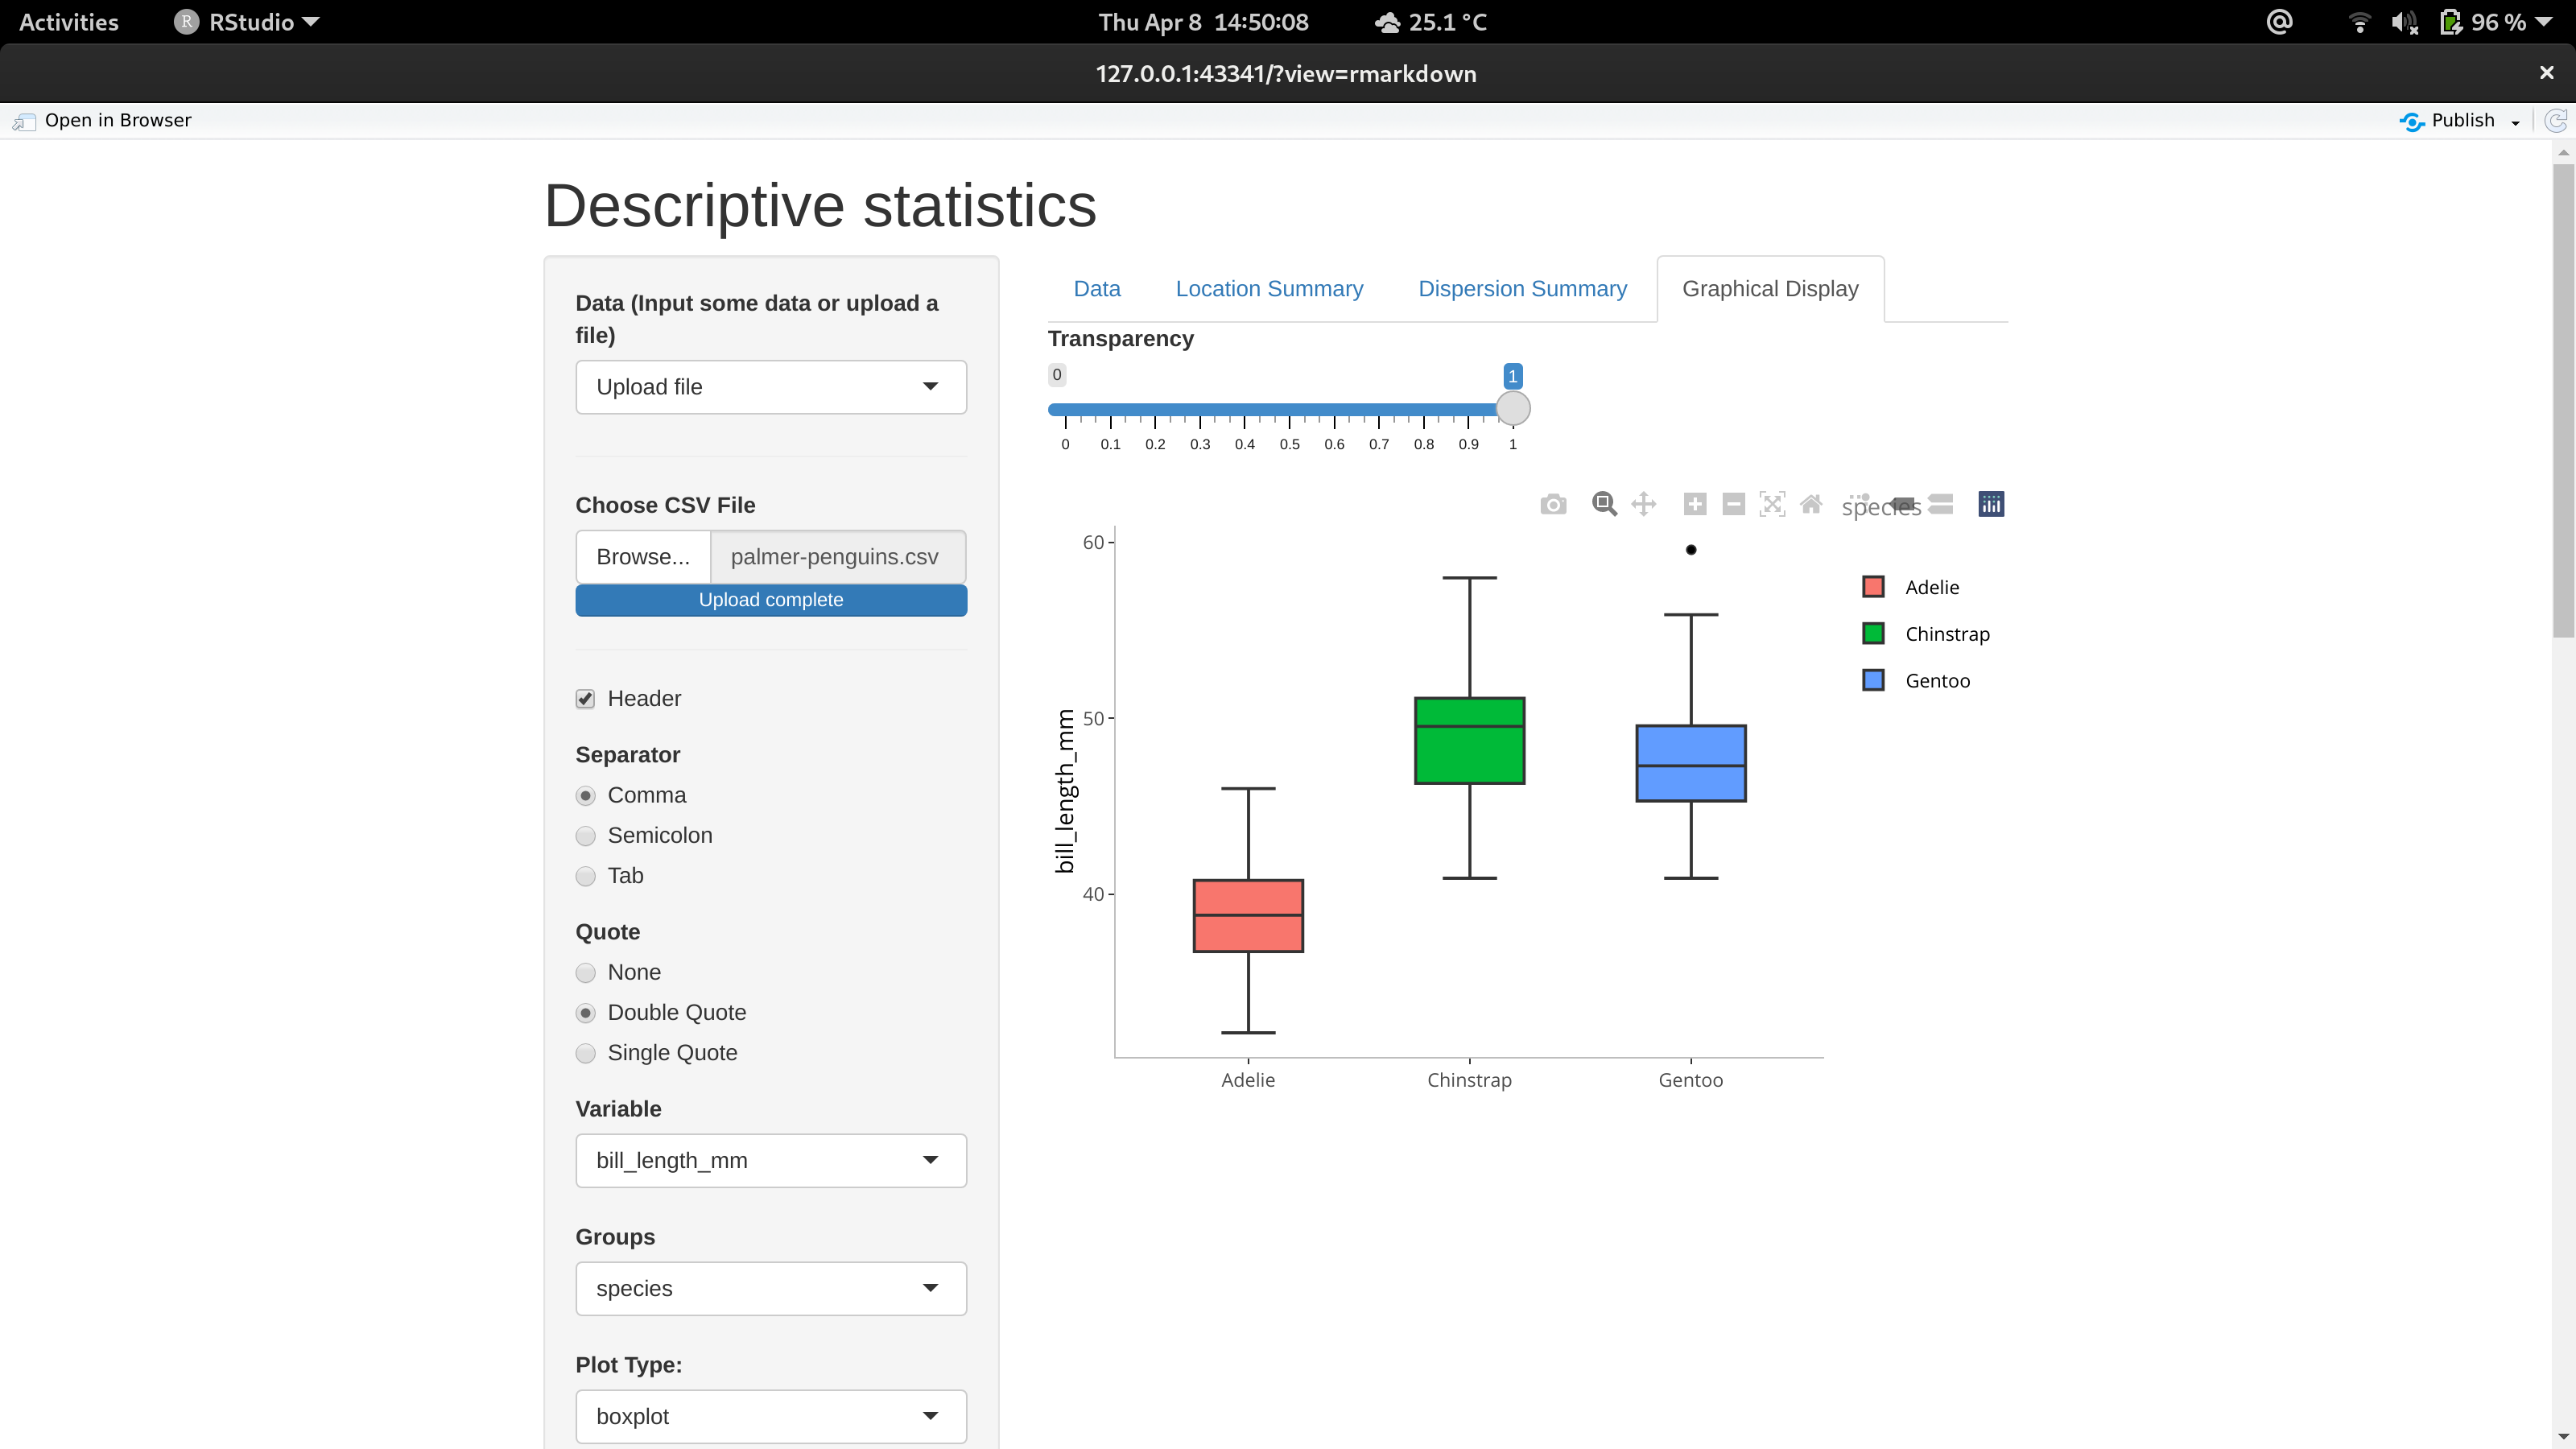 Activities RStudio Thu Apr 8 14:50:08 25.1 °C 96 %
127.0.0.1:43341/?view=rmarkdown
Open in Browser Publish
Descriptive statistics
Data (Input some data or upload a
file)
Upload file
Choose CSV File
Browse... palmer-penguins.csv
Upload complete
Header
Separator
Comma
Semicolon
Tab
Quote
None
Double Quote
Single Quote
Variable
bill_length_mm
Groups
species
Plot Type:
boxplot
Data Location Summary Dispersion Summary Graphical Display
Transparency
0 1
0 0.1 0.2 0.3 0.4 0.5 0.6 0.7 0.8 0.9 1
species
Adelie
Chinstrap
Gentoo
60
50
40
bill_length_mm
Adelie Chinstrap Gentoo